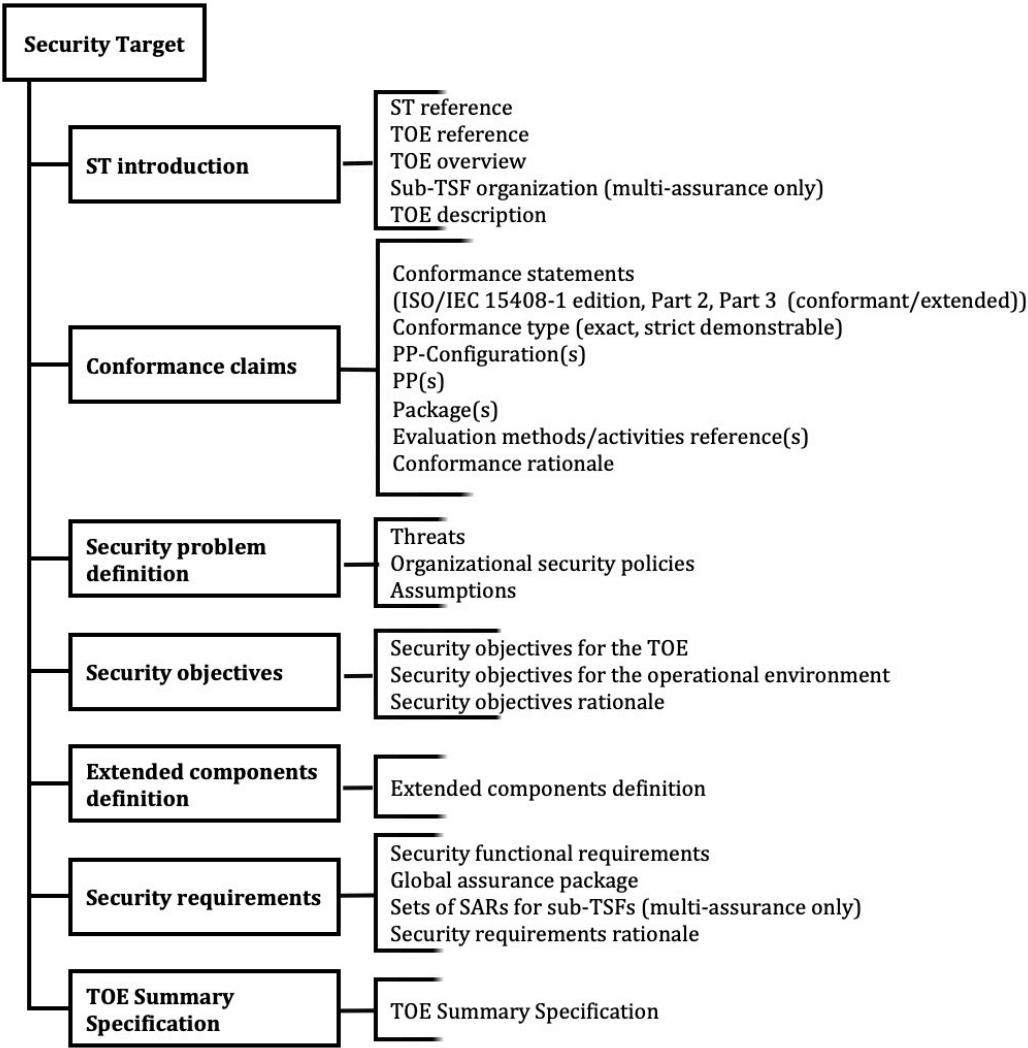 Security Target
ST introduction
ST reference
TOE reference
TOE overview
Sub-TSF organization (multi-assurance only)
TOE description
Conformance claims
Conformance statements
(ISO/IEC 15408-1 edition, Part 2, Part 3  (conformant/extended))
Conformance type (exact, strict demonstrable)
PP-Configuration(s)
PP(s)
Package(s)
Evaluation methods/activities reference(s)
Conformance rationale
Security problem
definition
Threats
Organizational security policies
Assumptions
Security objectives
Security objectives for the TOE
Security objectives for the operational environment
Security objectives rationale
Extended components
definition
Extended components definition
Security requirements
Security functional requirements
Global assurance package
Sets of SARs for sub-TSFs (multi-assurance only)
Security requirements rationale
TOE Summary
Specification
TOE Summary Specification